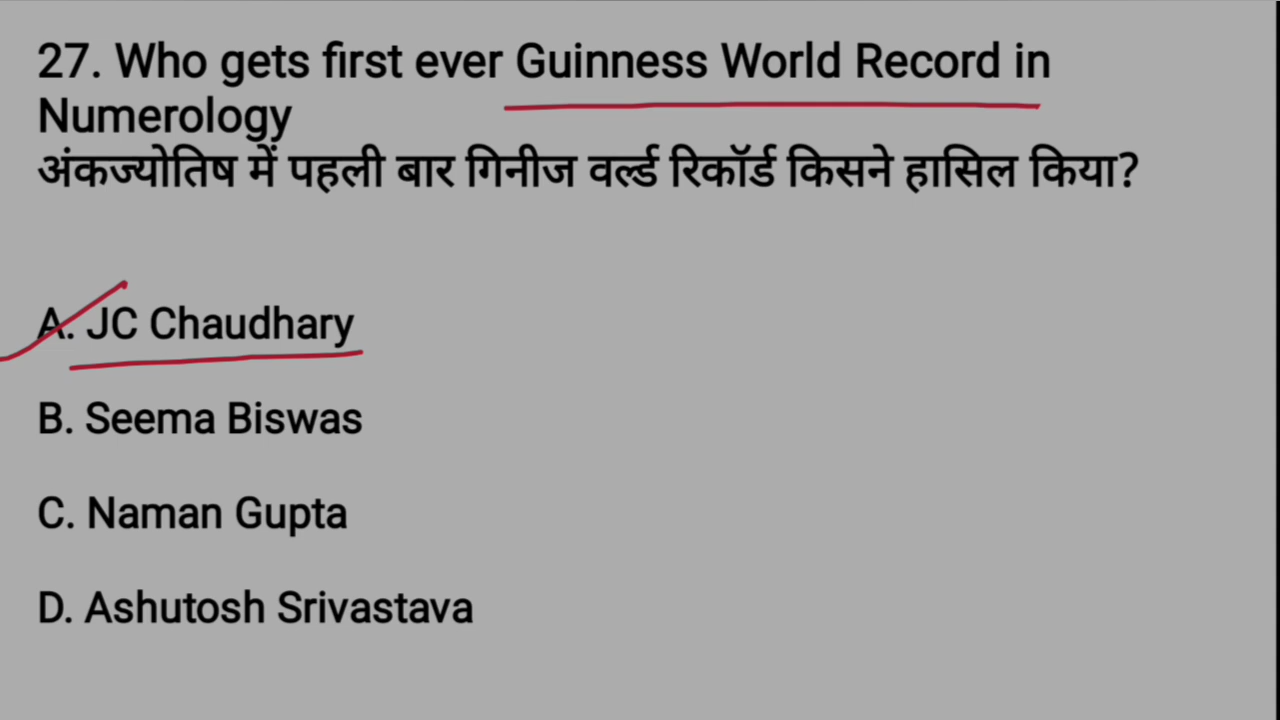 27. Who gets first ever Guinness World Record in
Numerology
अंकज्योतिष में पहली बार गिनीज वर्ल्ड रिकॉर्ड किसने हासिल किया?
A. JC Chaudhary
B. Seema Biswas
C. Naman Gupta
D. Ashutosh Srivastava